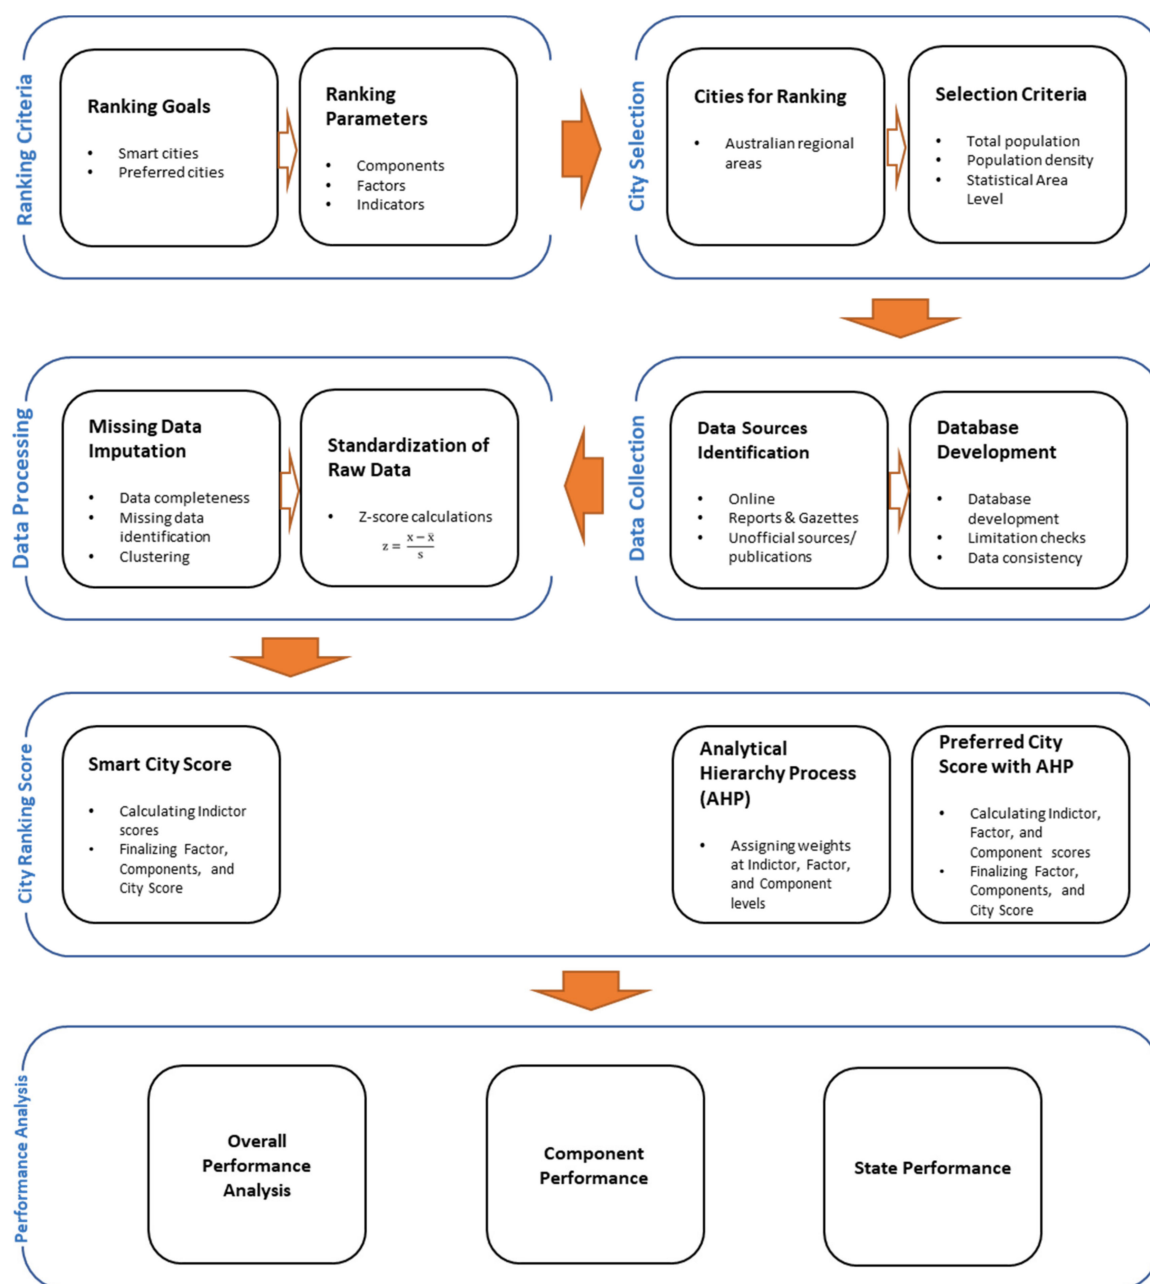 Ranking Criteria
Ranking Goals
• Smart cities
• Preferred cities
Ranking
Parameters
• Components
• Factors
• Indicators
City Selection
Cities for Ranking
• Australian regional
areas
Selection Criteria
• Total population
• Population density
• Statistical Area
Level
Data Processing
Missing Data
Imputation
• Data completeness
• Missing data
identification
• Clustering
Standardization of
Raw Data
• Z-score calculations
z = (x − x̄)/s
Data Collection
Data Sources
Identification
• Online
• Reports & Gazettes
• Unofficial sources/
publications
Database
Development
• Database
development
• Limitation checks
• Data consistency
City Ranking Score
Smart City Score
• Calculating Indictor
scores
• Finalizing Factor,
Components, and
City Score
Analytical
Hierarchy Process
(AHP)
• Assigning weights
at Indictor, Factor,
and Component
levels
Preferred City
Score with AHP
• Calculating Indictor,
Factor, and
Component scores
• Finalizing Factor,
Components, and
City Score
Performance Analysis
Overall
Performance
Analysis
Component
Performance
State Performance